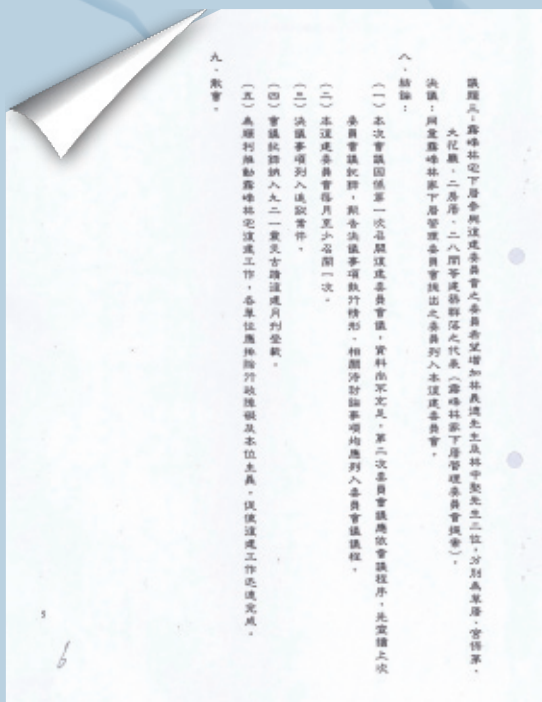 議題三：霧峰林宅下厝參與復建委員會之委員希望增加林義德先生及林中堅先生二位，分別為草厝、宮保第、
大花廳、二房厝、二八間等建築群落之代表（霧峰林家下厝管理委員會提案）。
決議：同意霧峰林家下厝管理委員會提出之委員列入本復建委員會。
八、結論：
（一）本次會議因係第一次召開復建委員會議，資料尚不充足，第二次委員會議應依會議程序，先宣讀上次
委員會議紀錄，報告決議事項執行情形，相關待討論事項均應列入委員會議議程。
（二）本復建委員會每月至少召開一次。
（三）決議事項列入追蹤案件。
（四）會議紀錄納入九二一震災古蹟復建月刊登載。
（五）為順利推動霧峰林宅復建工作，各單位應排除行政障礙及本位主義，促使復建工作迅速完成。
九、散會。
5
6